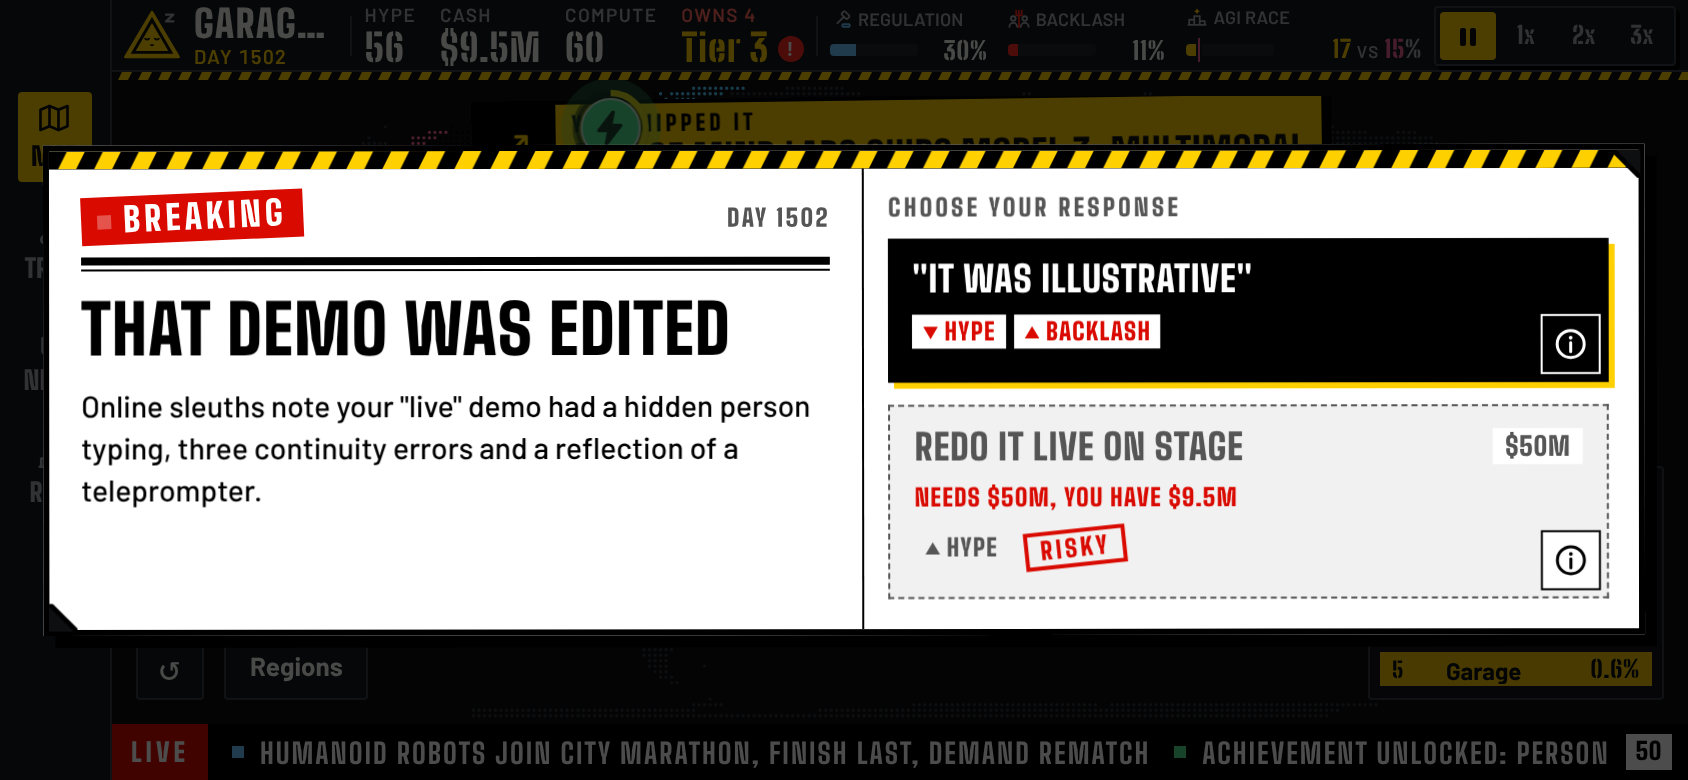 GARAG...
DAY 1502
HYPE
56
CASH
$9.5M
COMPUTE
60
OWNS 4
Tier 3
!
REGULATION
30%
BACKLASH
11%
AGI RACE
17 VS 15%
1x
2x
3x
IPPED IT
BREAKING
DAY 1502
THAT DEMO WAS EDITED
Online sleuths note your "live" demo had a hidden person
typing, three continuity errors and a reflection of a
teleprompter.
CHOOSE YOUR RESPONSE
"IT WAS ILLUSTRATIVE"
▼ HYPE
▲ BACKLASH
REDO IT LIVE ON STAGE
$50M
NEEDS $50M, YOU HAVE $9.5M
▲ HYPE
RISKY
Regions
5 Garage 0.6%
LIVE
HUMANOID ROBOTS JOIN CITY MARATHON, FINISH LAST, DEMAND REMATCH
ACHIEVEMENT UNLOCKED: PERSON
50